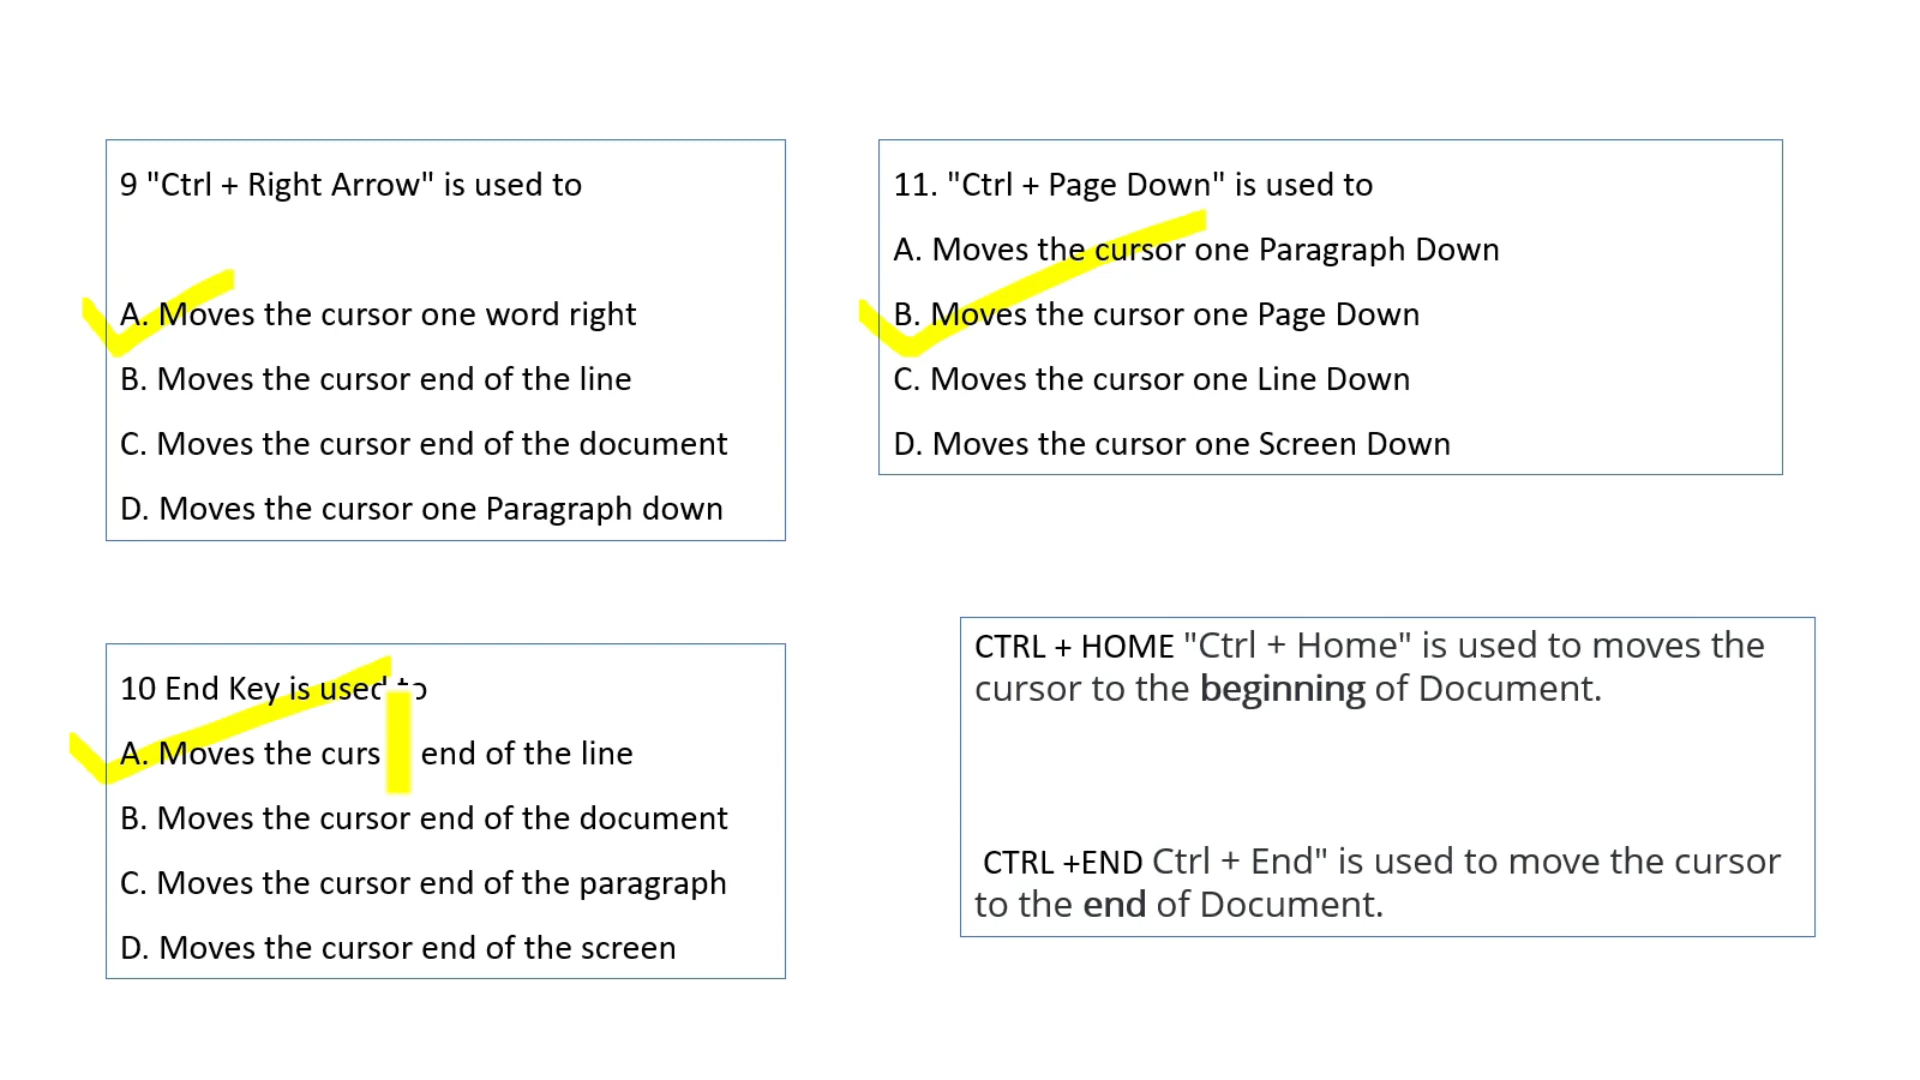 9 "Ctrl + Right Arrow" is used to
A. Moves the cursor one word right
B. Moves the cursor end of the line
C. Moves the cursor end of the document
D. Moves the cursor one Paragraph down
10 End Key is used to
A. Moves the curs end of the line
B. Moves the cursor end of the document
C. Moves the cursor end of the paragraph
D. Moves the cursor end of the screen
11. "Ctrl + Page Down" is used to
A. Moves the cursor one Paragraph Down
B. Moves the cursor one Page Down
C. Moves the cursor one Line Down
D. Moves the cursor one Screen Down
CTRL + HOME "Ctrl + Home" is used to moves the
cursor to the beginning of Document.
CTRL +END Ctrl + End" is used to move the cursor
to the end of Document.